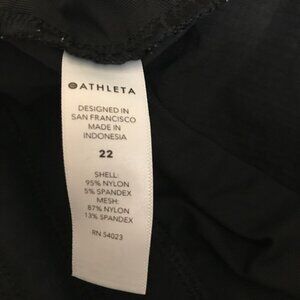 ATHLETA
DESIGNED IN
SAN FRANCISCO
MADE IN
INDONESIA
22
SHELL:
95% NYLON
5% SPANDEX
MESH:
87% NYLON
13% SPANDEX
RN 54023